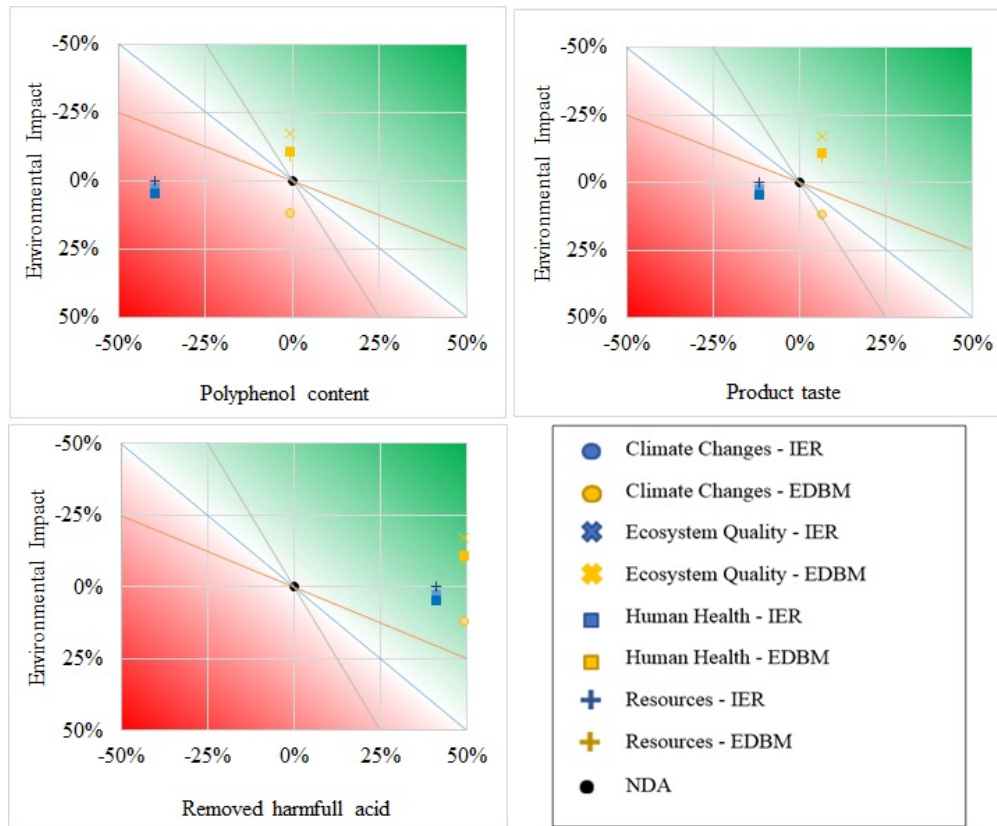 -50%
-25%
0%
25%
50%
-50%
-25%
0%
25%
50%
Environmental Impact
Polyphenol content
-50%
-25%
0%
25%
50%
-50%
-25%
0%
25%
50%
Environmental Impact
Product taste
-50%
-25%
0%
25%
50%
-50%
-25%
0%
25%
50%
Environmental Impact
Removed harmfull acid
Climate Changes - IER
Climate Changes - EDBM
Ecosystem Quality - IER
Ecosystem Quality - EDBM
Human Health - IER
Human Health - EDBM
Resources - IER
Resources - EDBM
NDA